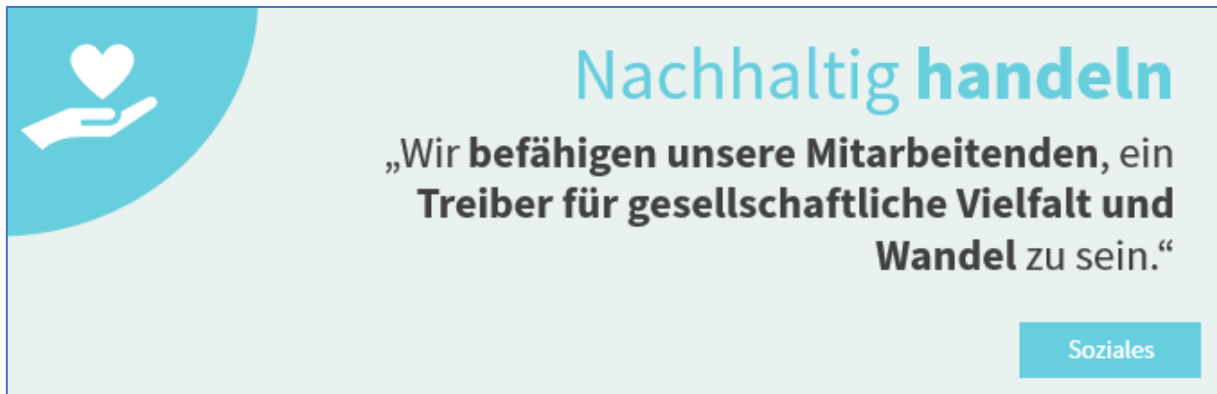 Nachhaltig handeln
„Wir befähigen unsere Mitarbeitenden, ein
Treiber für gesellschaftliche Vielfalt und
Wandel zu sein.“
Soziales